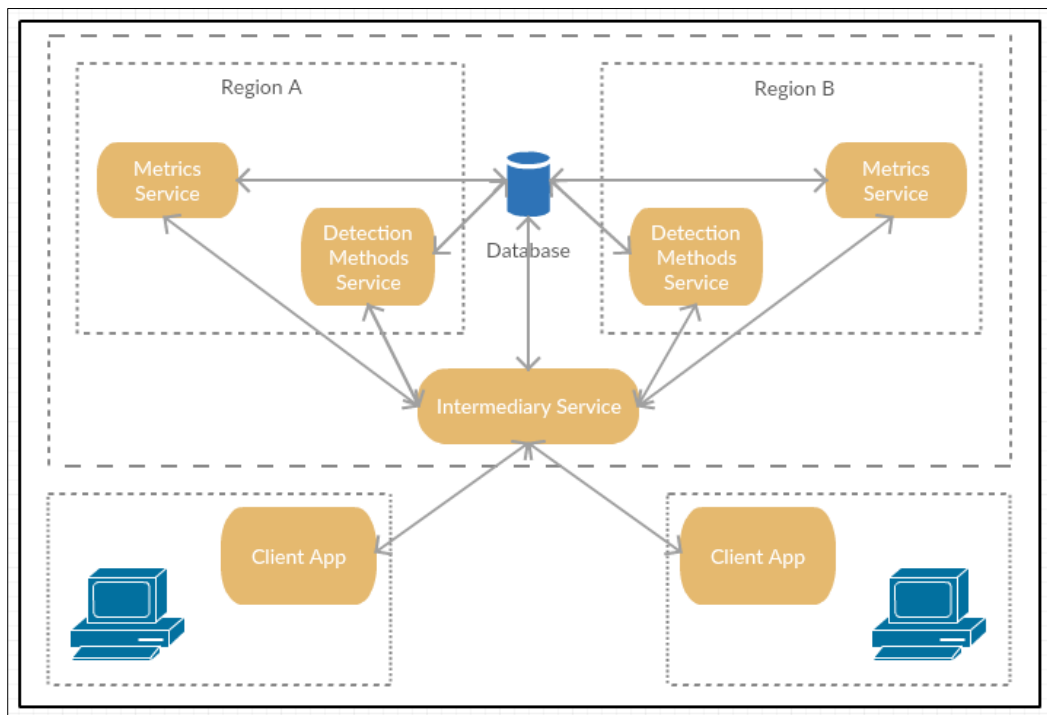 Region A
Region B
Metrics
Service
Metrics
Service
Detection
Methods
Service
Database
Detection
Methods
Service
Intermediary Service
Client App
Client App